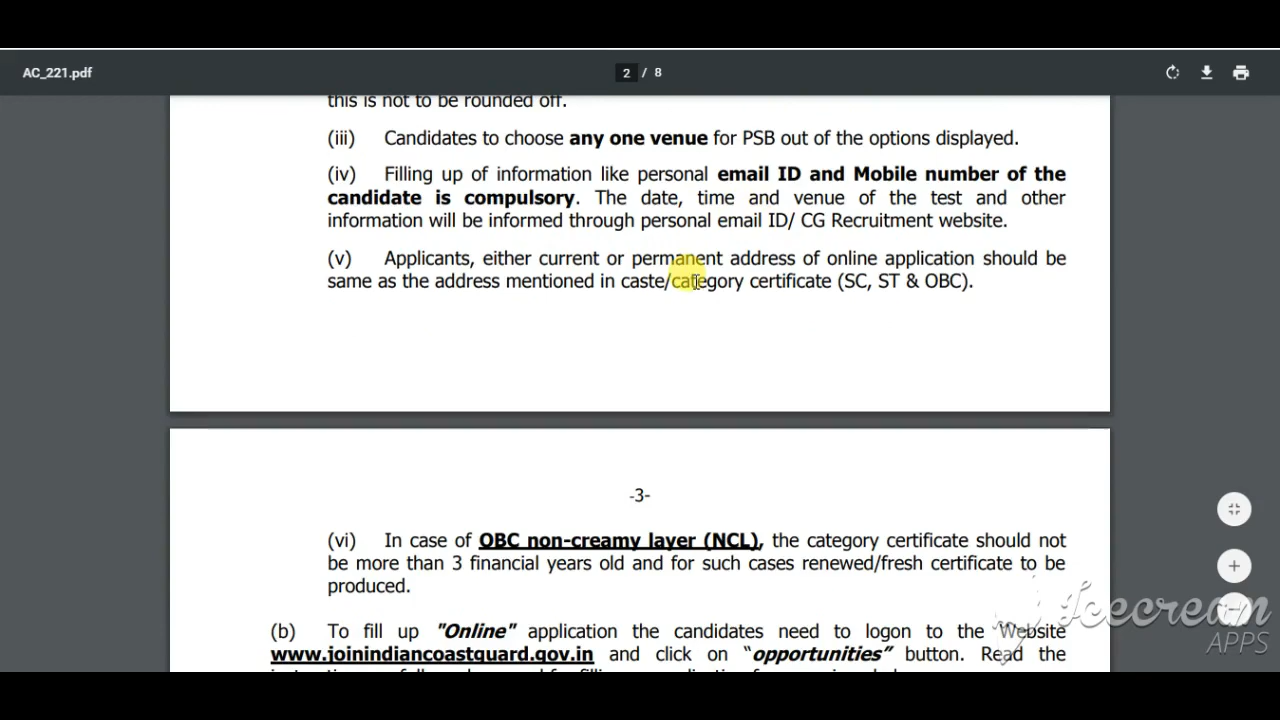 AC_221.pdf
2 / 8
this is not to be rounded off.
(iii) Candidates to choose any one venue for PSB out of the options displayed.
(iv) Filling up of information like personal email ID and Mobile number of the
candidate is compulsory. The date, time and venue of the test and other
information will be informed through personal email ID/ CG Recruitment website.
(v) Applicants, either current or permanent address of online application should be
same as the address mentioned in caste/category certificate (SC, ST & OBC).
-3-
(vi) In case of OBC non-creamy layer (NCL), the category certificate should not
be more than 3 financial years old and for such cases renewed/fresh certificate to be
produced.
(b) To fill up "Online" application the candidates need to logon to the Website
www.joinindiancoastguard.gov.in and click on “opportunities” button. Read the
Icecream
APPS